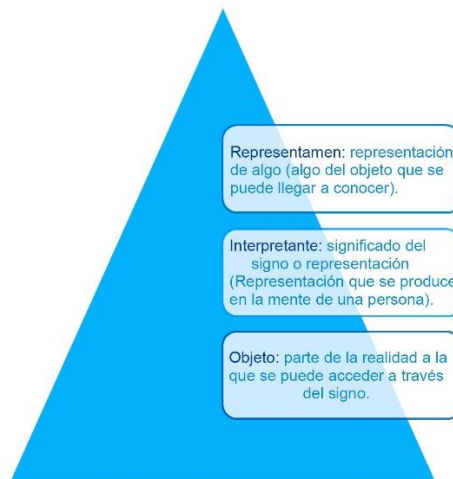 Representamen: representación
de algo (algo del objeto que se
puede llegar a conocer).
Interpretante: significado del
signo o representación
(Representación que se produce
en la mente de una persona).
Objeto: parte de la realidad a la
que se puede acceder a través
del signo.